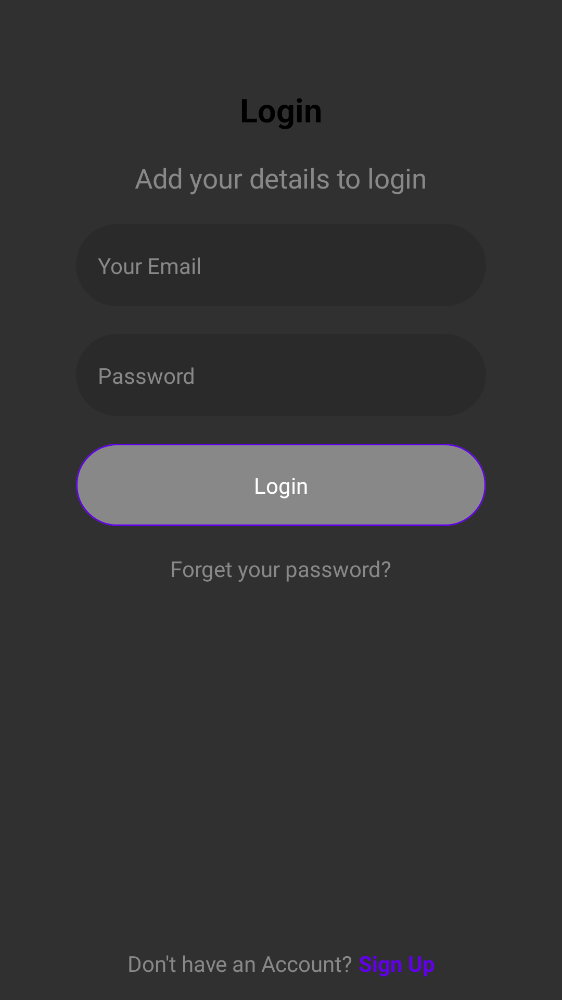 Login
Add your details to login
Your Email
Password
Login
Forget your password?
Don't have an Account? Sign Up